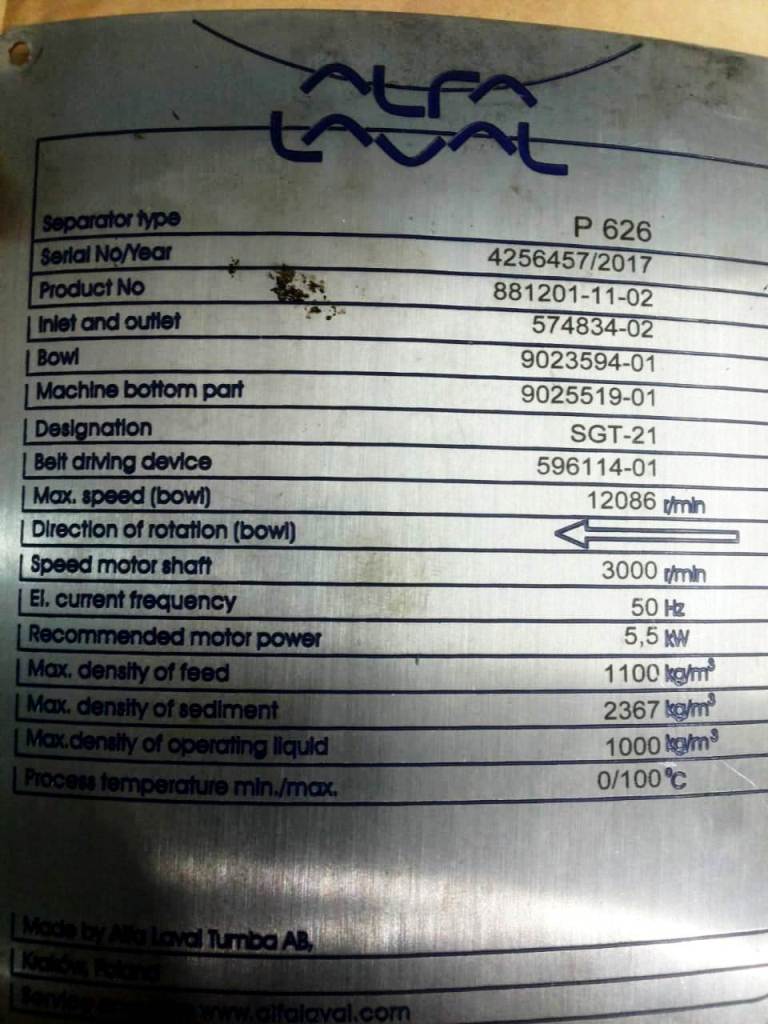 ALFA
LAVAL
Separator type P 626
Serial No/Year 4256457/2017
Product No 881201-11-02
Inlet and outlet 574834-02
Bowl 9023594-01
Machine bottom part 9025519-01
Designation SGT-21
Belt driving device 596114-01
Max. speed (bowl) 12086 r/min
Direction of rotation (bowl)
Speed motor shaft 3000 r/min
El. current frequency 50 Hz
Recommended motor power 5,5 kW
Max. density of feed 1100 kg/m³
Max. density of sediment 2367 kg/m³
Max.density of operating liquid 1000 kg/m³
Process temperature min./max. 0/100 °C
Made by Alfa Laval Tumba AB,
Kraków, Poland
Service www.alfalaval.com